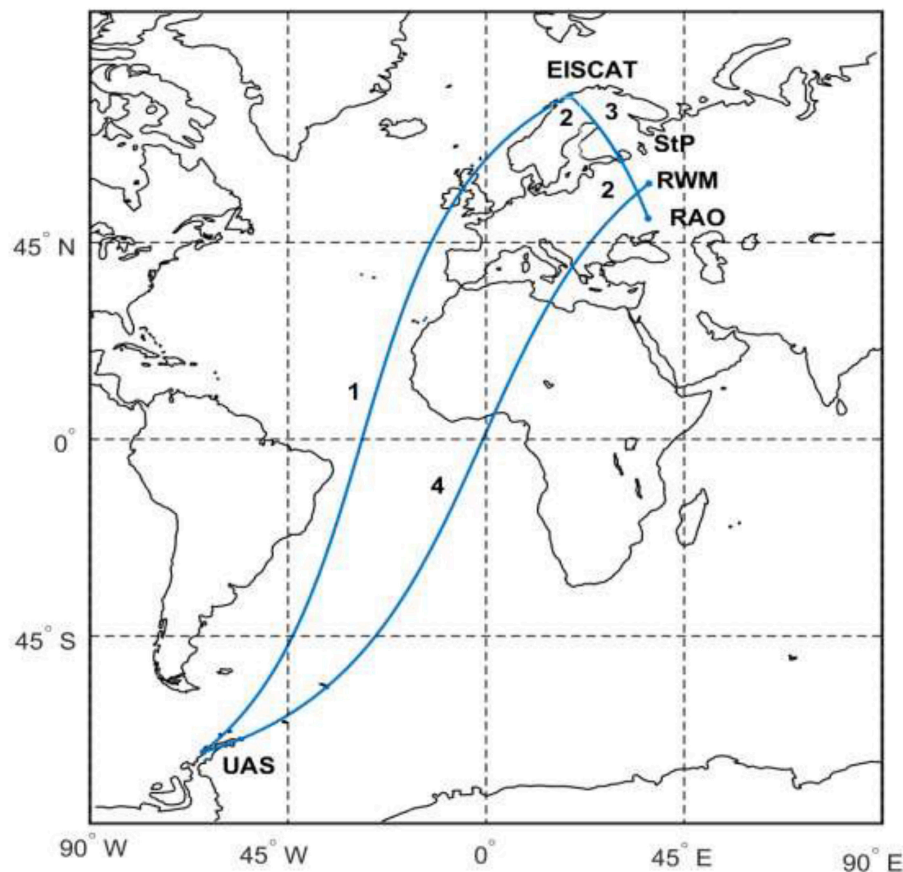 EISCAT
2
3
StP
2
RWM
RAO
45° N
1
0°
4
45° S
UAS
90° W
45° W
0°
45° E
90° E